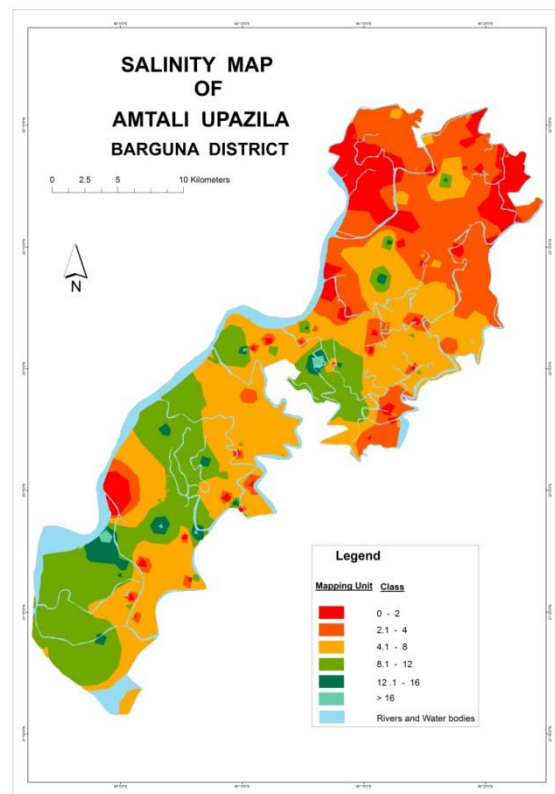 SALINITY MAP
OF
AMTALI UPAZILA
BARGUNA DISTRICT
0 2.5 5 10 Kilometers
N
Legend
Mapping Unit Class
0 - 2
2.1 - 4
4.1 - 8
8.1 - 12
12 .1 - 16
> 16
Rivers and Water bodies